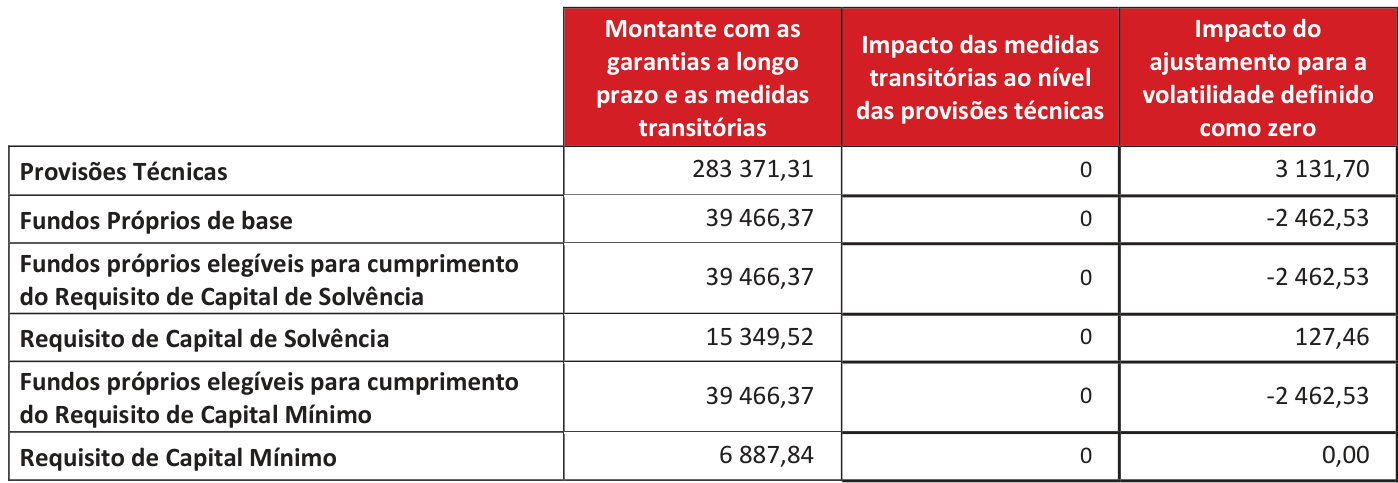 Montante com as
garantias a longo
prazo e as medidas
transitórias
Impacto das medidas
transitórias ao nível
das provisões técnicas
Impacto do
ajustamento para a
volatilidade definido
como zero
Provisões Técnicas 283 371,31 0 3 131,70
Fundos Próprios de base 39 466,37 0 -2 462,53
Fundos próprios elegíveis para cumprimento
do Requisito de Capital de Solvência 39 466,37 0 -2 462,53
Requisito de Capital de Solvência 15 349,52 0 127,46
Fundos próprios elegíveis para cumprimento
do Requisito de Capital Mínimo 39 466,37 0 -2 462,53
Requisito de Capital Mínimo 6 887,84 0 0,00